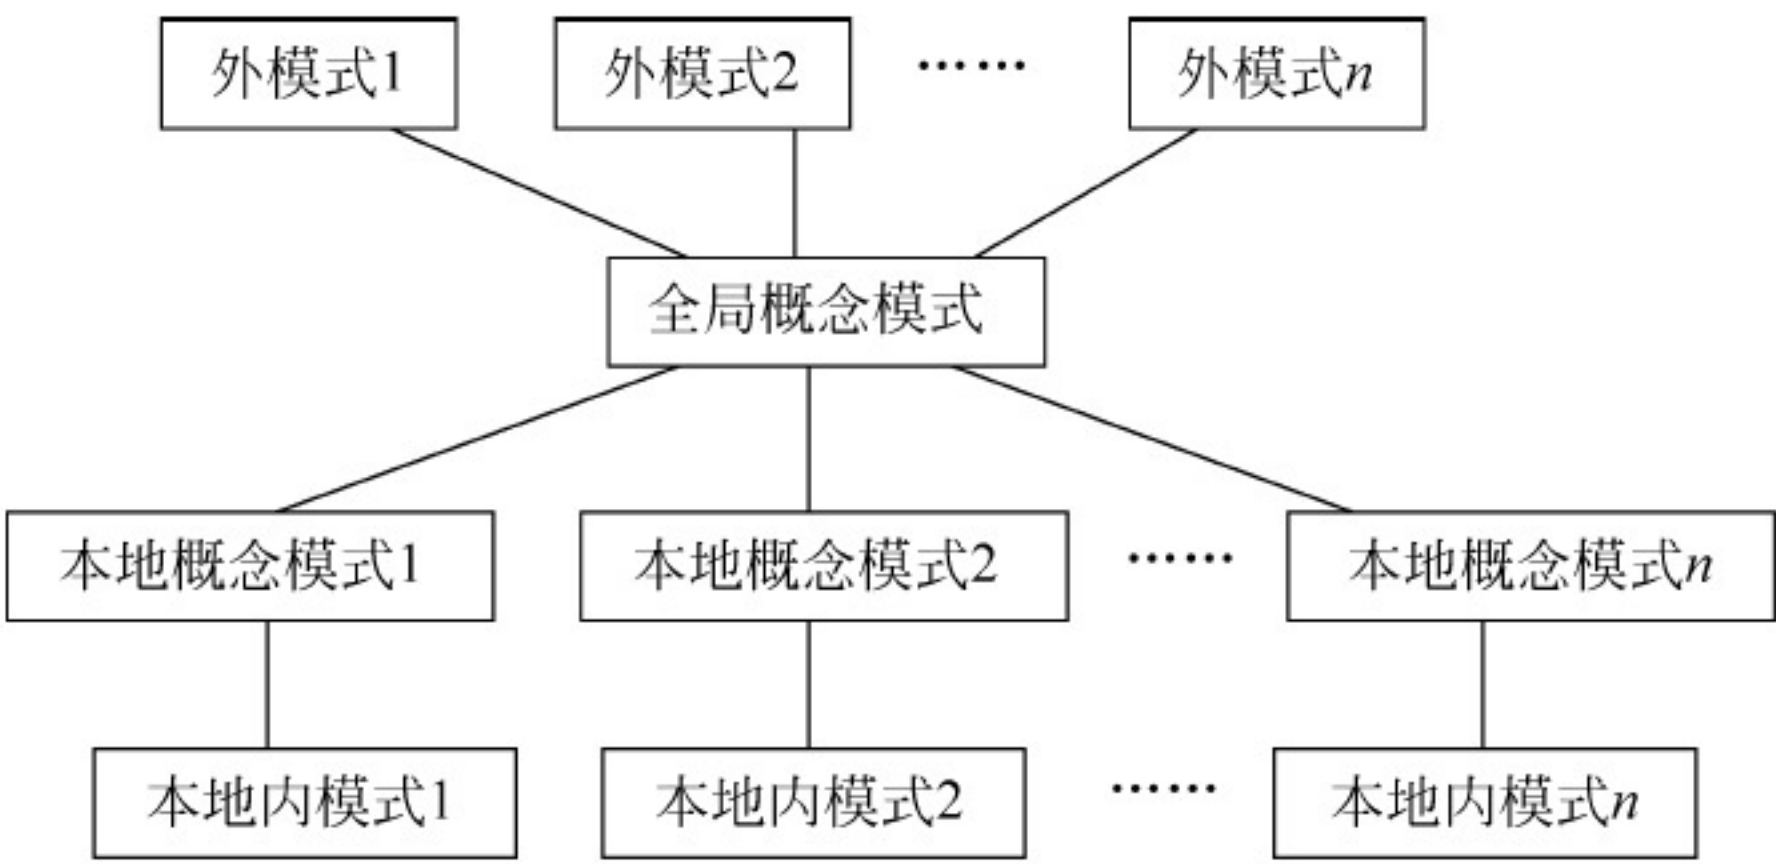 外模式1 外模式2 …… 外模式n
全局概念模式
本地概念模式1 本地概念模式2 …… 本地概念模式n
本地内模式1 本地内模式2 …… 本地内模式n